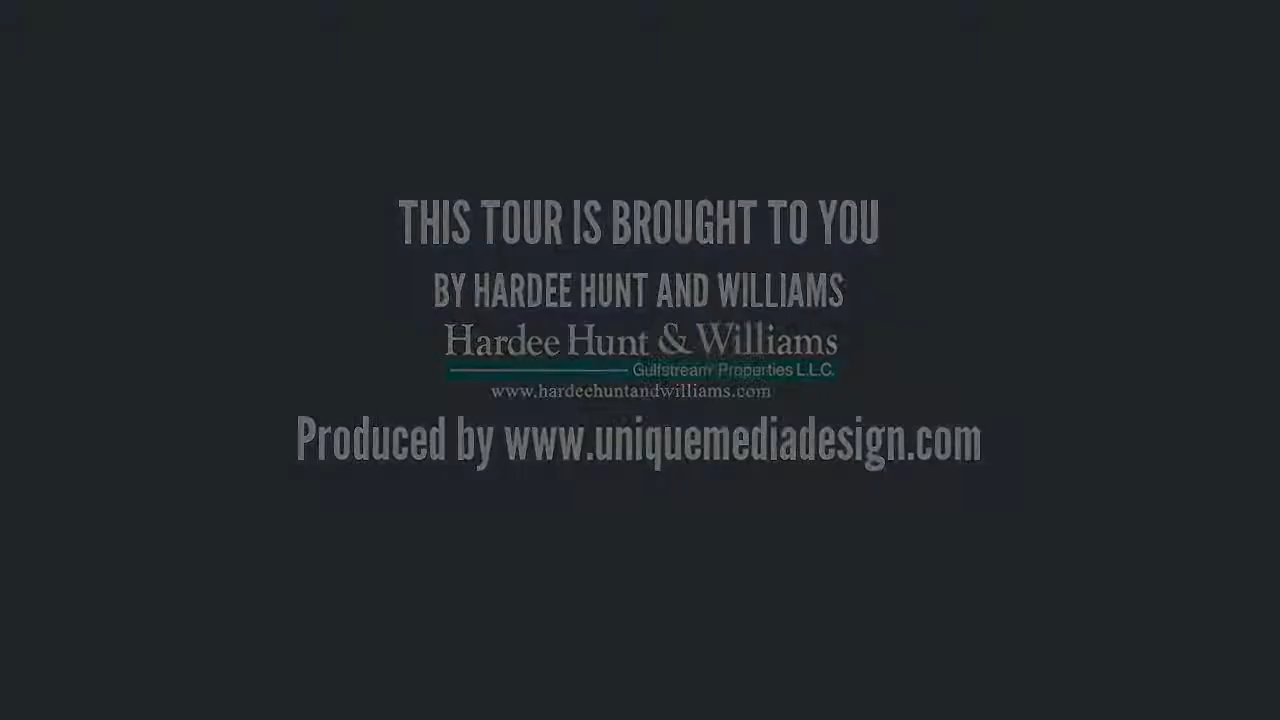 THIS TOUR IS BROUGHT TO YOU
BY HARDEE HUNT AND WILLIAMS
Hardee Hunt & Williams
Gulfstream Properties L.L.C.
www.hardeehuntandwilliams.com
Produced by www.uniquemediadesign.com